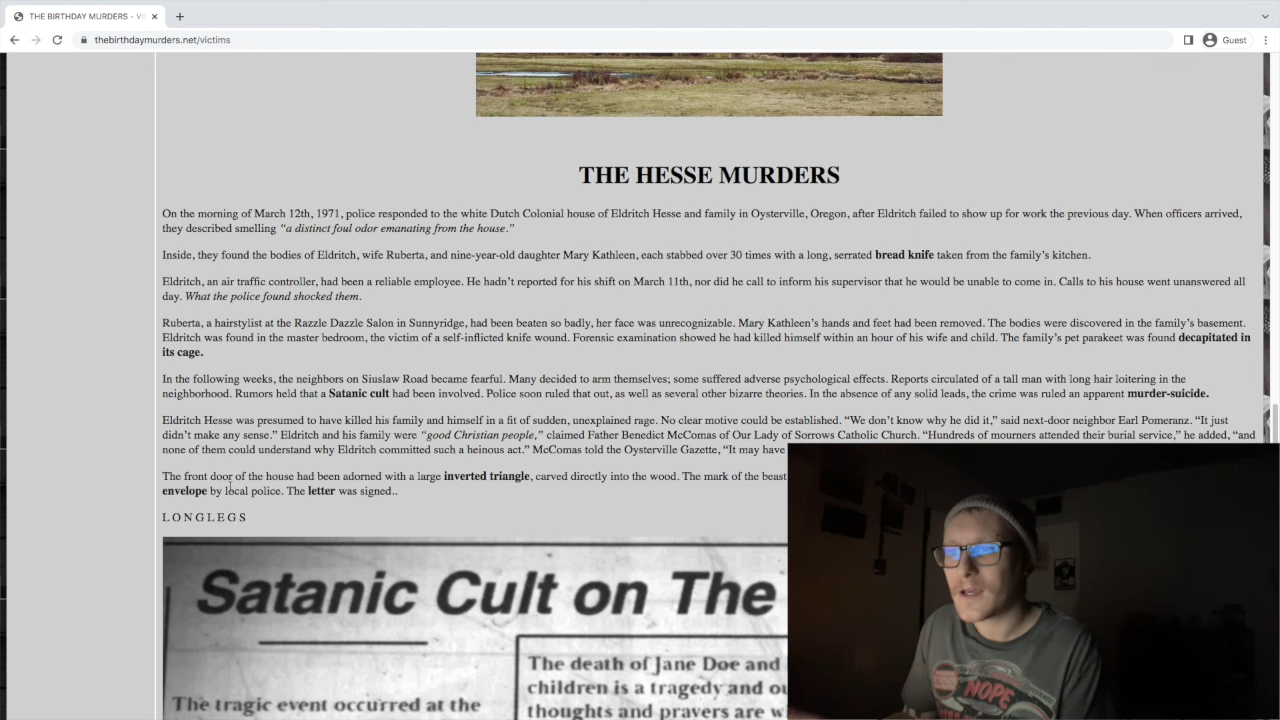 THE BIRTHDAY MURDERS - VI
thebirthdaymurders.net/victims
Guest
THE HESSE MURDERS
On the morning of March 12th, 1971, police responded to the white Dutch Colonial house of Eldritch Hesse and family in Oysterville, Oregon, after Eldritch failed to show up for work the previous day. When officers arrived,
they described smelling “a distinct foul odor emanating from the house.”
Inside, they found the bodies of Eldritch, wife Ruberta, and nine-year-old daughter Mary Kathleen, each stabbed over 30 times with a long, serrated bread knife taken from the family’s kitchen.
Eldritch, an air traffic controller, had been a reliable employee. He hadn’t reported for his shift on March 11th, nor did he call to inform his supervisor that he would be unable to come in. Calls to his house went unanswered all
day. What the police found shocked them.
Ruberta, a hairstylist at the Razzle Dazzle Salon in Sunnyridge, had been beaten so badly, her face was unrecognizable. Mary Kathleen’s hands and feet had been removed. The bodies were discovered in the family’s basement.
Eldritch was found in the master bedroom, the victim of a self-inflicted knife wound. Forensic examination showed he had killed himself within an hour of his wife and child. The family’s pet parakeet was found decapitated in
its cage.
In the following weeks, the neighbors on Siuslaw Road became fearful. Many decided to arm themselves; some suffered adverse psychological effects. Reports circulated of a tall man with long hair loitering in the
neighborhood. Rumors held that a Satanic cult had been involved. Police soon ruled that out, as well as several other bizarre theories. In the absence of any solid leads, the crime was ruled an apparent murder-suicide.
Eldritch Hesse was presumed to have killed his family and himself in a fit of sudden, unexplained rage. No clear motive could be established. “We don’t know why he did it,” said next-door neighbor Earl Pomeranz. “It just
didn’t make any sense.” Eldritch and his family were “good Christian people,” claimed Father Benedict McComas of Our Lady of Sorrows Catholic Church. “Hundreds of mourners attended their burial service,” he added, “and
none of them could understand why Eldritch committed such a heinous act.” McComas told the Oysterville Gazette, “It may have
The front door of the house had been adorned with a large inverted triangle, carved directly into the wood. The mark of the beast
envelope by local police. The letter was signed..
L O N G L E G S
Satanic Cult on The
The death of Jane Doe and
children is a tragedy and
The tragic event occurred at the
thoughts and prayers are
NOPE